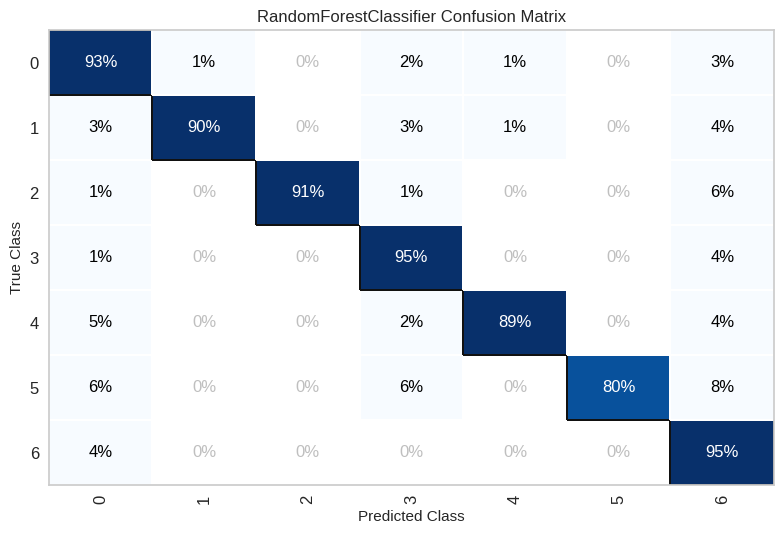 RandomForestClassifier Confusion Matrix
True Class
0 93% 1% 0% 2% 1% 0% 3%
1 3% 90% 0% 3% 1% 0% 4%
2 1% 0% 91% 1% 0% 0% 6%
3 1% 0% 0% 95% 0% 0% 4%
4 5% 0% 0% 2% 89% 0% 4%
5 6% 0% 0% 6% 0% 80% 8%
6 4% 0% 0% 0% 0% 0% 95%
0 1 2 3 4 5 6
Predicted Class